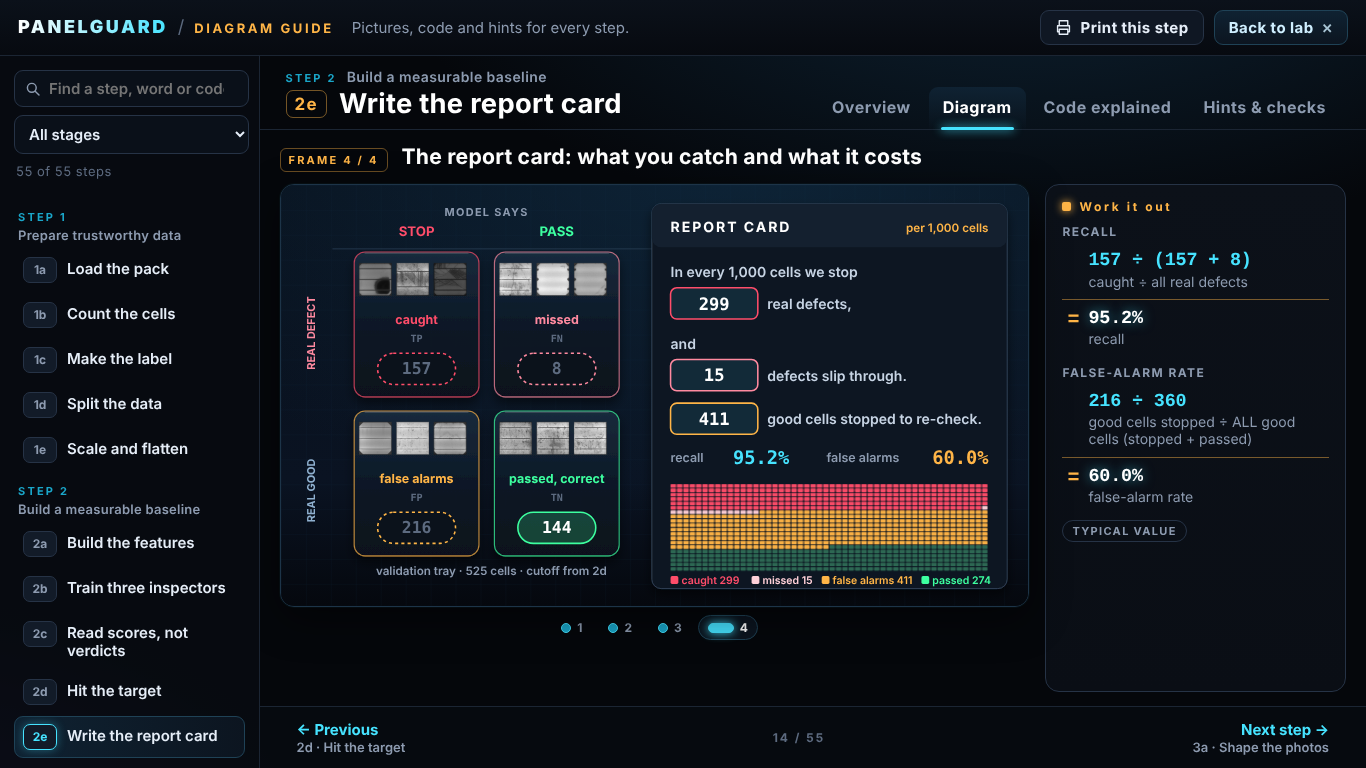 PANELGUARD / DIAGRAM GUIDE Pictures, code and hints for every step.
Print this step
Back to lab ×
Find a step, word or cod
All stages
55 of 55 steps
STEP 1
Prepare trustworthy data
1a Load the pack
1b Count the cells
1c Make the label
1d Split the data
1e Scale and flatten
STEP 2
Build a measurable baseline
2a Build the features
2b Train three inspectors
2c Read scores, not
verdicts
2d Hit the target
2e Write the report card
STEP 2 Build a measurable baseline
2e Write the report card
Overview Diagram Code explained Hints & checks
FRAME 4 / 4 The report card: what you catch and what it costs
MODEL SAYS
STOP PASS
REAL DEFECT
caught
TP
157
missed
FN
8
REAL GOOD
false alarms
FP
216
passed, correct
TN
144
validation tray · 525 cells · cutoff from 2d
REPORT CARD per 1,000 cells
In every 1,000 cells we stop
299 real defects,
and
15 defects slip through.
411 good cells stopped to re-check.
recall 95.2% false alarms 60.0%
caught 299 missed 15 false alarms 411 passed 274
1 2 3 4
Work it out
RECALL
157 ÷ (157 + 8)
caught ÷ all real defects
= 95.2%
recall
FALSE-ALARM RATE
216 ÷ 360
good cells stopped ÷ ALL good
cells (stopped + passed)
= 60.0%
false-alarm rate
TYPICAL VALUE
← Previous
2d · Hit the target
14 / 55
Next step →
3a · Shape the photos